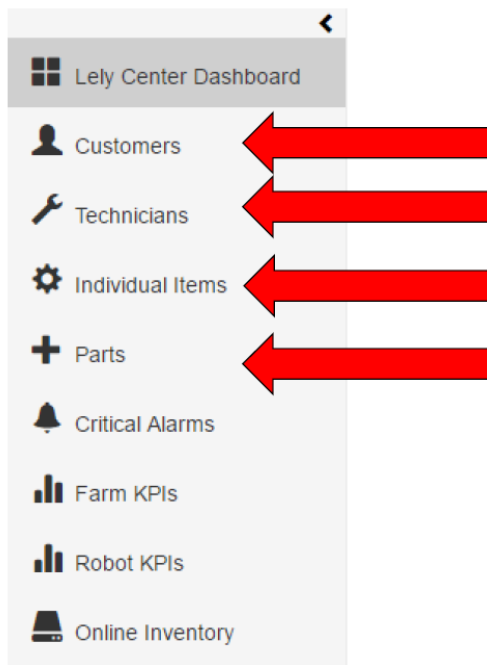 Lely Center Dashboard
Customers
Technicians
Individual Items
Parts
Critical Alarms
Farm KPIs
Robot KPIs
Online Inventory